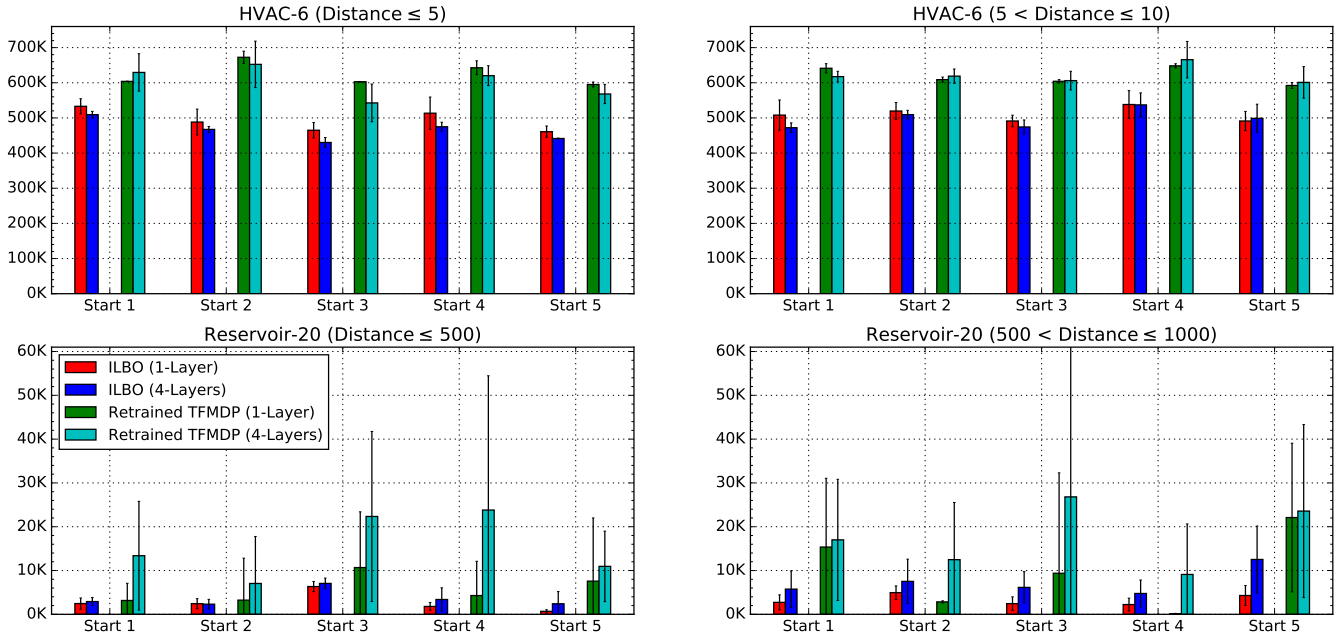 HVAC-6 (Distance ≤ 5)
700K
600K
500K
400K
300K
200K
100K
0K
Start 1 Start 2 Start 3 Start 4 Start 5
HVAC-6 (5 < Distance ≤ 10)
700K
600K
500K
400K
300K
200K
100K
0K
Start 1 Start 2 Start 3 Start 4 Start 5
Reservoir-20 (Distance ≤ 500)
60K
50K
40K
30K
20K
10K
0K
ILBO (1-Layer)
ILBO (4-Layers)
Retrained TFMDP (1-Layer)
Retrained TFMDP (4-Layers)
Start 1 Start 2 Start 3 Start 4 Start 5
Reservoir-20 (500 < Distance ≤ 1000)
60K
50K
40K
30K
20K
10K
0K
Start 1 Start 2 Start 3 Start 4 Start 5